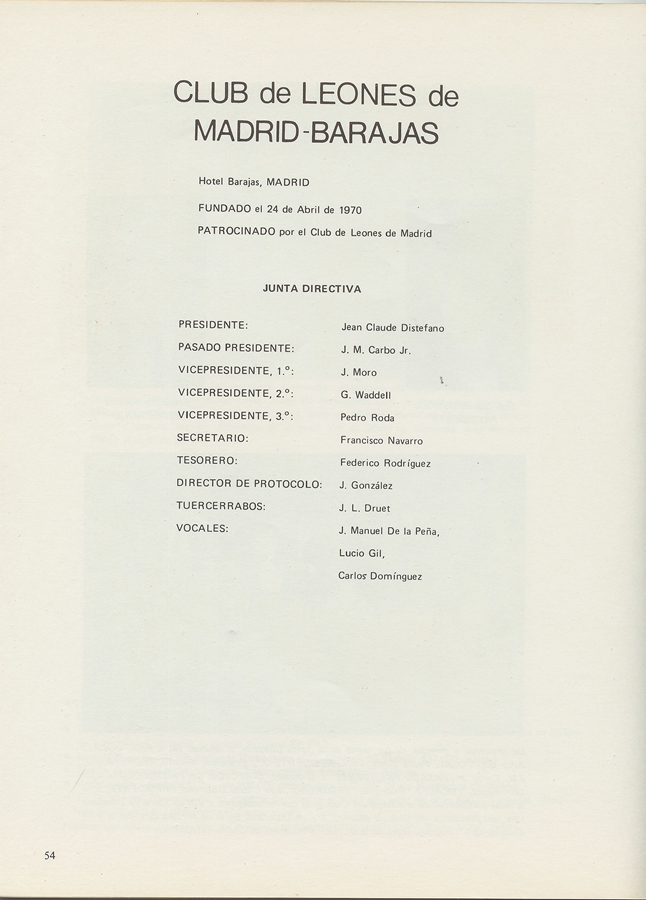 CLUB de LEONES de
MADRID-BARAJAS
Hotel Barajas, MADRID
FUNDADO el 24 de Abril de 1970
PATROCINADO por el Club de Leones de Madrid
JUNTA DIRECTIVA
PRESIDENTE: Jean Claude Distefano
PASADO PRESIDENTE: J. M. Carbo Jr.
VICEPRESIDENTE, 1.º: J. Moro
VICEPRESIDENTE, 2.º: G. Waddell
VICEPRESIDENTE, 3.º: Pedro Roda
SECRETARIO: Francisco Navarro
TESORERO: Federico Rodríguez
DIRECTOR DE PROTOCOLO: J. González
TUERCERRABOS: J. L. Druet
VOCALES: J. Manuel De la Peña,
Lucio Gil,
Carlos Domínguez
54